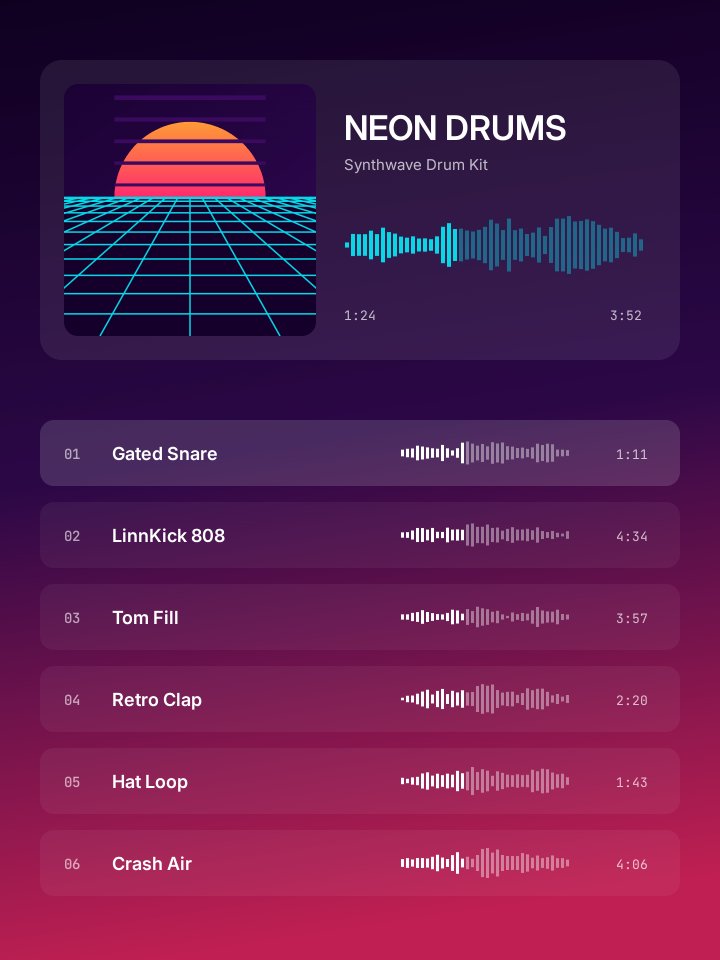 NEON DRUMS
Synthwave Drum Kit
1:24 3:52
01 Gated Snare 1:11
02 LinnKick 808 4:34
03 Tom Fill 3:57
04 Retro Clap 2:20
05 Hat Loop 1:43
06 Crash Air 4:06